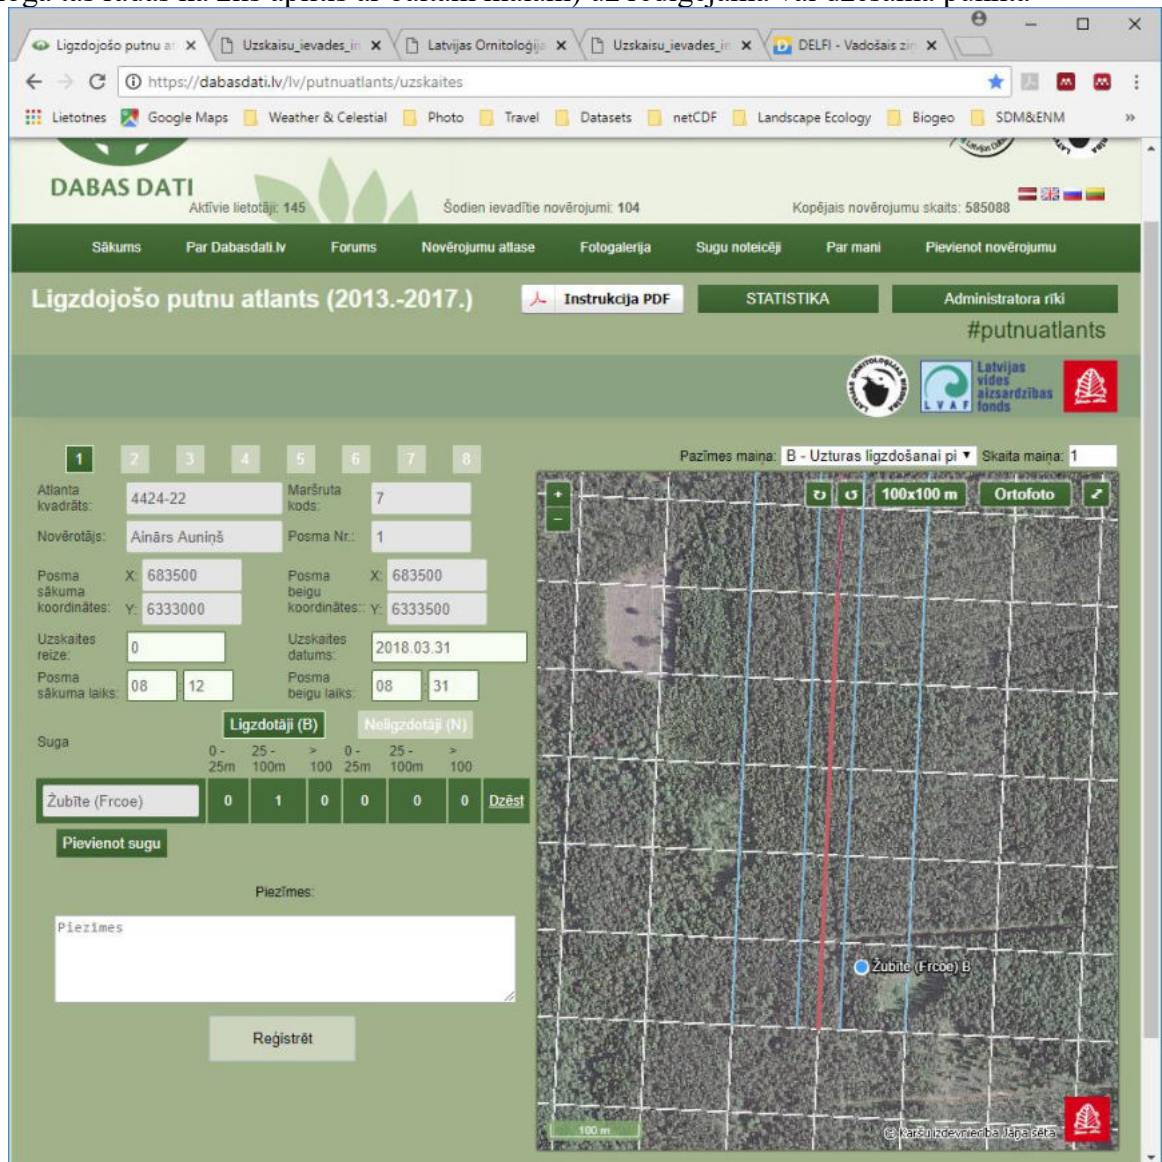 Ligzdojošo putnu at
Uzskaisu_ievades_in
Latvijas Ornitoloģija
Uzskaisu_ievades_in
DELFI - Vadošais ziņ
https://dabasdati.lv/lv/putnuatlants/uzskaites
Lietotnes Google Maps Weather & Celestial Photo Travel Datasets netCDF Landscape Ecology Biogeo SDM&ENM »
DABAS DATI
Aktīvie lietotāji: 145 Šodien ievadītie novērojumi: 104 Kopējais novērojumu skaits: 585088
Sākums Par Dabasdati.lv Forums Novērojumu atlase Fotogalerija Sugu noteicēji Par mani Pievienot novērojumu
Ligzdojošo putnu atlants (2013.-2017.) Instrukcija PDF STATISTIKA Administratora rīki
#putnuatlants
LVAF
Latvijas
vides
aizsardzības
fonds
1 2 3 4 5 6 7 8
Pazīmes maiņa: B - Uzturas ligzdošanai pi Skaita maiņa: 1
Atlanta kvadrāts: 4424-22 Maršruta kods: 7
Novērotājs: Ainārs Auniņš Posma Nr.: 1
Posma sākuma koordinātes: X: 683500 Y: 6333000
Posma beigu koordinātes:: X: 683500 Y: 6333500
Uzskaites reize: 0 Uzskaites datums: 2018.03.31
Posma sākuma laiks: 08 : 12 Posma beigu laiks: 08 : 31
Ligzdotāji (B) Neligzdotāji (N)
Suga 0 - 25m 25 - 100m > 100 0 - 25m 25 - 100m > 100
Žubīte (Frcoe) 0 1 0 0 0 0 Dzēst
Pievienot sugu
Piezīmes:
Piezīmes
Reģistrēt
+
−
100x100 m Ortofoto
Žubīte (Frcoe) B
100 m
© Karšu izdevniecība Jāņa sēta